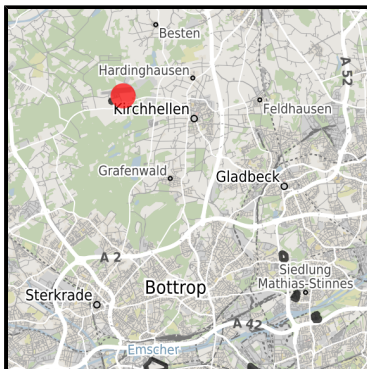 Besten
A 52
Hardinghausen
Kirchhellen
Feldhausen
Grafenwald
Gladbeck
A 2
Siedlung
Mathias-Stinnes
Bottrop
Sterkrade
A 42
Emscher